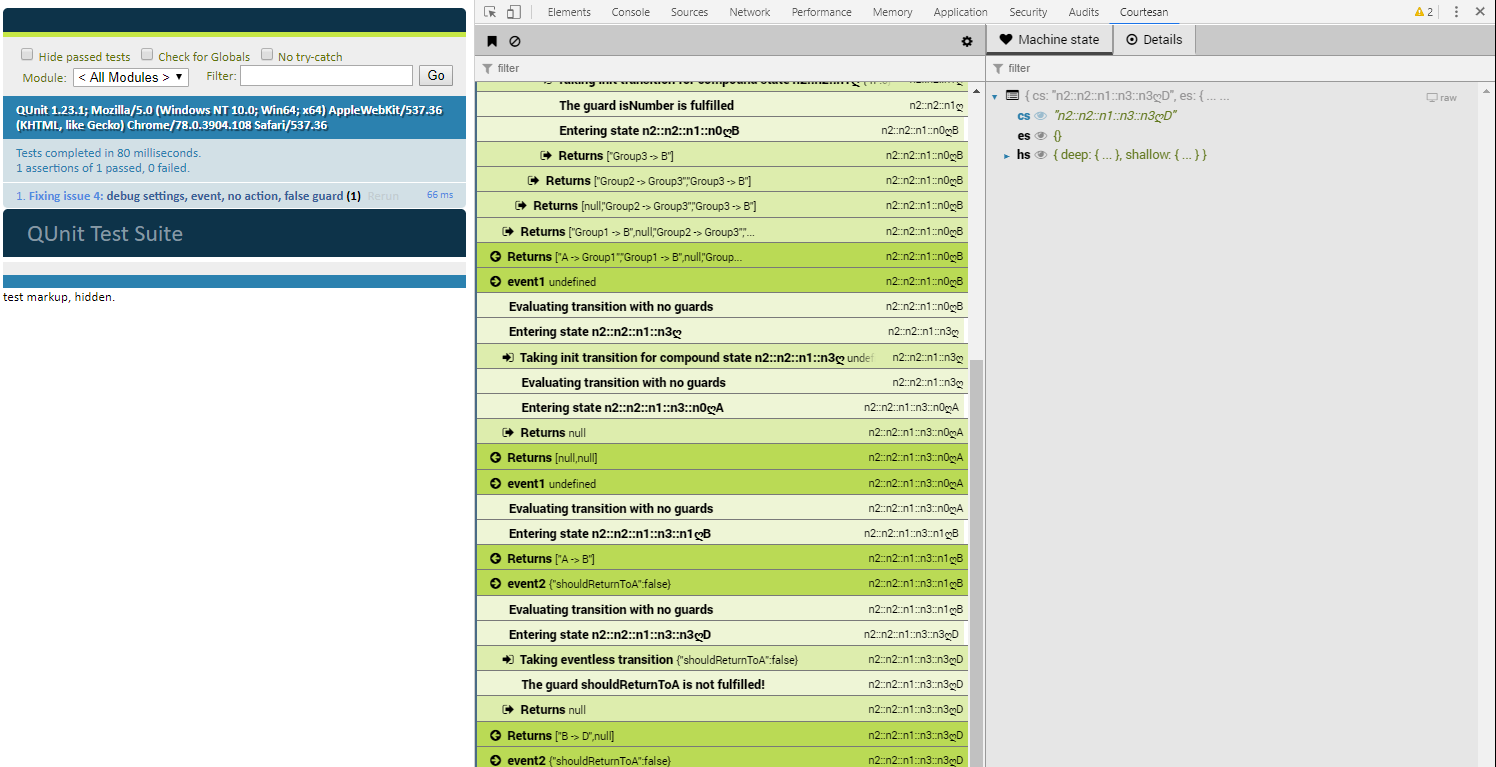 Elements Console Sources Network Performance Memory Application Security Audits Courtesan 2
Hide passed tests Check for Globals No try-catch
Module: < All Modules > Filter: Go
QUnit 1.23.1; Mozilla/5.0 (Windows NT 10.0; Win64; x64) AppleWebKit/537.36
(KHTML, like Gecko) Chrome/78.0.3904.108 Safari/537.36
Tests completed in 80 milliseconds.
1 assertions of 1 passed, 0 failed.
1. Fixing issue 4: debug settings, event, no action, false guard (1) Rerun 66 ms
QUnit Test Suite
test markup, hidden.
filter
Taking init transition for compound state n2::n2::n1ღ
The guard isNumber is fulfilled n2::n2::n1ღ
Entering state n2::n2::n1::n0ღB n2::n2::n1::n0ღB
Returns ["Group3 -> B"] n2::n2::n1::n0ღB
Returns ["Group2 -> Group3","Group3 -> B"] n2::n2::n1::n0ღB
Returns [null,"Group2 -> Group3","Group3 -> B"] n2::n2::n1::n0ღB
Returns ["Group1 -> B",null,"Group2 -> Group3","... n2::n2::n1::n0ღB
Returns ["A -> Group1","Group1 -> B",null,"Group... n2::n2::n1::n0ღB
event1 undefined n2::n2::n1::n0ღB
Evaluating transition with no guards n2::n2::n1::n0ღB
Entering state n2::n2::n1::n3ღ n2::n2::n1::n3ღ
Taking init transition for compound state n2::n2::n1::n3ღ undef n2::n2::n1::n3ღ
Evaluating transition with no guards n2::n2::n1::n3ღ
Entering state n2::n2::n1::n3::n0ღA n2::n2::n1::n3::n0ღA
Returns null n2::n2::n1::n3::n0ღA
Returns [null,null] n2::n2::n1::n3::n0ღA
event1 undefined n2::n2::n1::n3::n0ღA
Evaluating transition with no guards n2::n2::n1::n3::n0ღA
Entering state n2::n2::n1::n3::n1ღB n2::n2::n1::n3::n1ღB
Returns ["A -> B"] n2::n2::n1::n3::n1ღB
event2 {"shouldReturnToA":false} n2::n2::n1::n3::n1ღB
Evaluating transition with no guards n2::n2::n1::n3::n1ღB
Entering state n2::n2::n1::n3::n3ღD n2::n2::n1::n3::n3ღD
Taking eventless transition {"shouldReturnToA":false} n2::n2::n1::n3::n3ღD
The guard shouldReturnToA is not fulfilled! n2::n2::n1::n3::n3ღD
Returns null n2::n2::n1::n3::n3ღD
Returns ["B -> D",null] n2::n2::n1::n3::n3ღD
event2 {"shouldReturnToA":false} n2::n2::n1::n3::n3ღD
Machine state Details
filter
{ cs: "n2::n2::n1::n3::n3ღD", es: { ... ... raw
cs "n2::n2::n1::n3::n3ღD"
es {}
hs { deep: { ... }, shallow: { ... } }